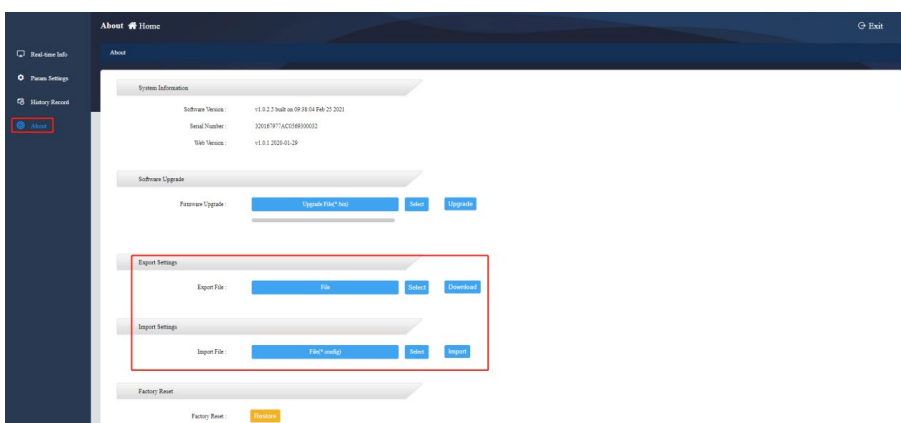 About Home
Exit
Real-time Info
About
Param Settings
History Record
About
System Information
Software Version : v1.0.2.5 built on 09:38:04 Feb 25 2021
Serial Number : 320167977AC0369300032
Web Version : v1.0.1 2020-01-29
Software Upgrade
Firmware Upgrade : Upgrade File(*.bin) Select Upgrade
Export Settings
Export File : File Select Download
Import Settings
Import File : File(*.config) Select Import
Factory Reset
Factory Reset : Restore